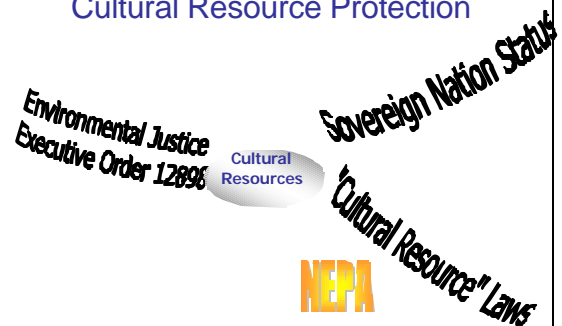 Cultural Resource Protection
Sovereign Nation Status
Environmental Justice
Executive Order 12898
Cultural
Resources
"Cultural Resource" Laws
NEPA